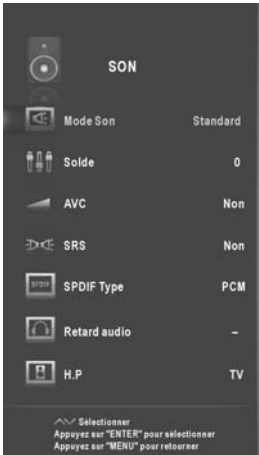 SON
Mode Son Standard
Solde 0
AVC Non
SRS Non
SPDIF
SPDIF Type PCM
Retard audio –
H.P TV
Sélectionner
Appuyez sur "ENTER" pour sélectionner
Appuyez sur "MENU" pour retourner